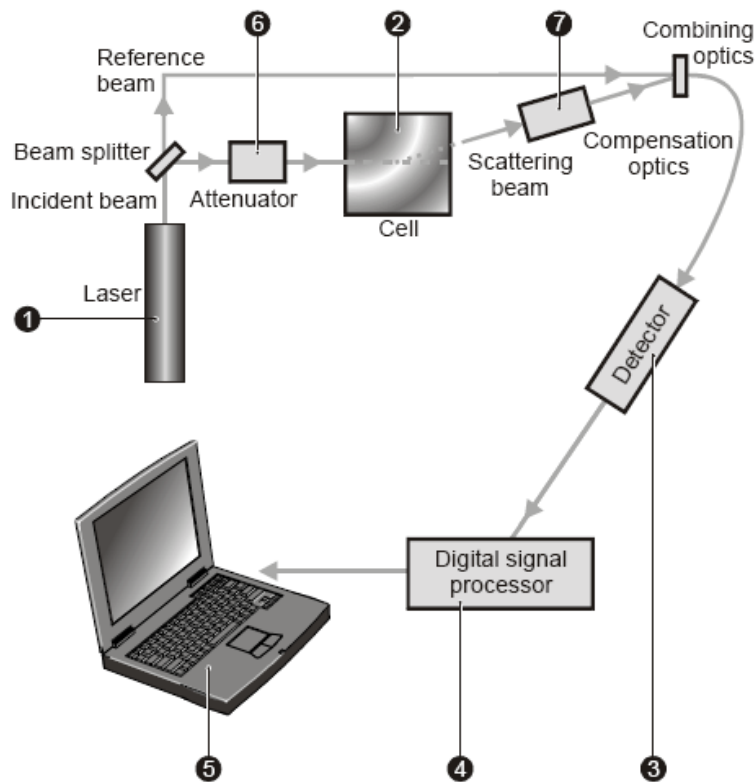 6
2
7
Combining
optics
Reference
beam
Beam splitter
Incident beam
Attenuator
Cell
Scattering
beam
Compensation
optics
Laser
1
Detector
3
Digital signal
processor
4
5